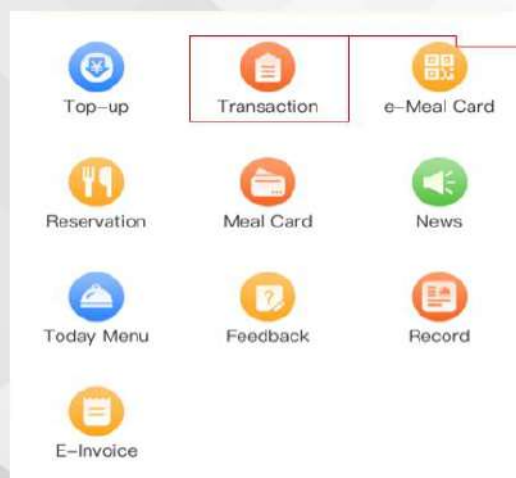 Top-up
Transaction
e-Meal Card
Reservation
Meal Card
News
Today Menu
Feedback
Record
E-Invoice